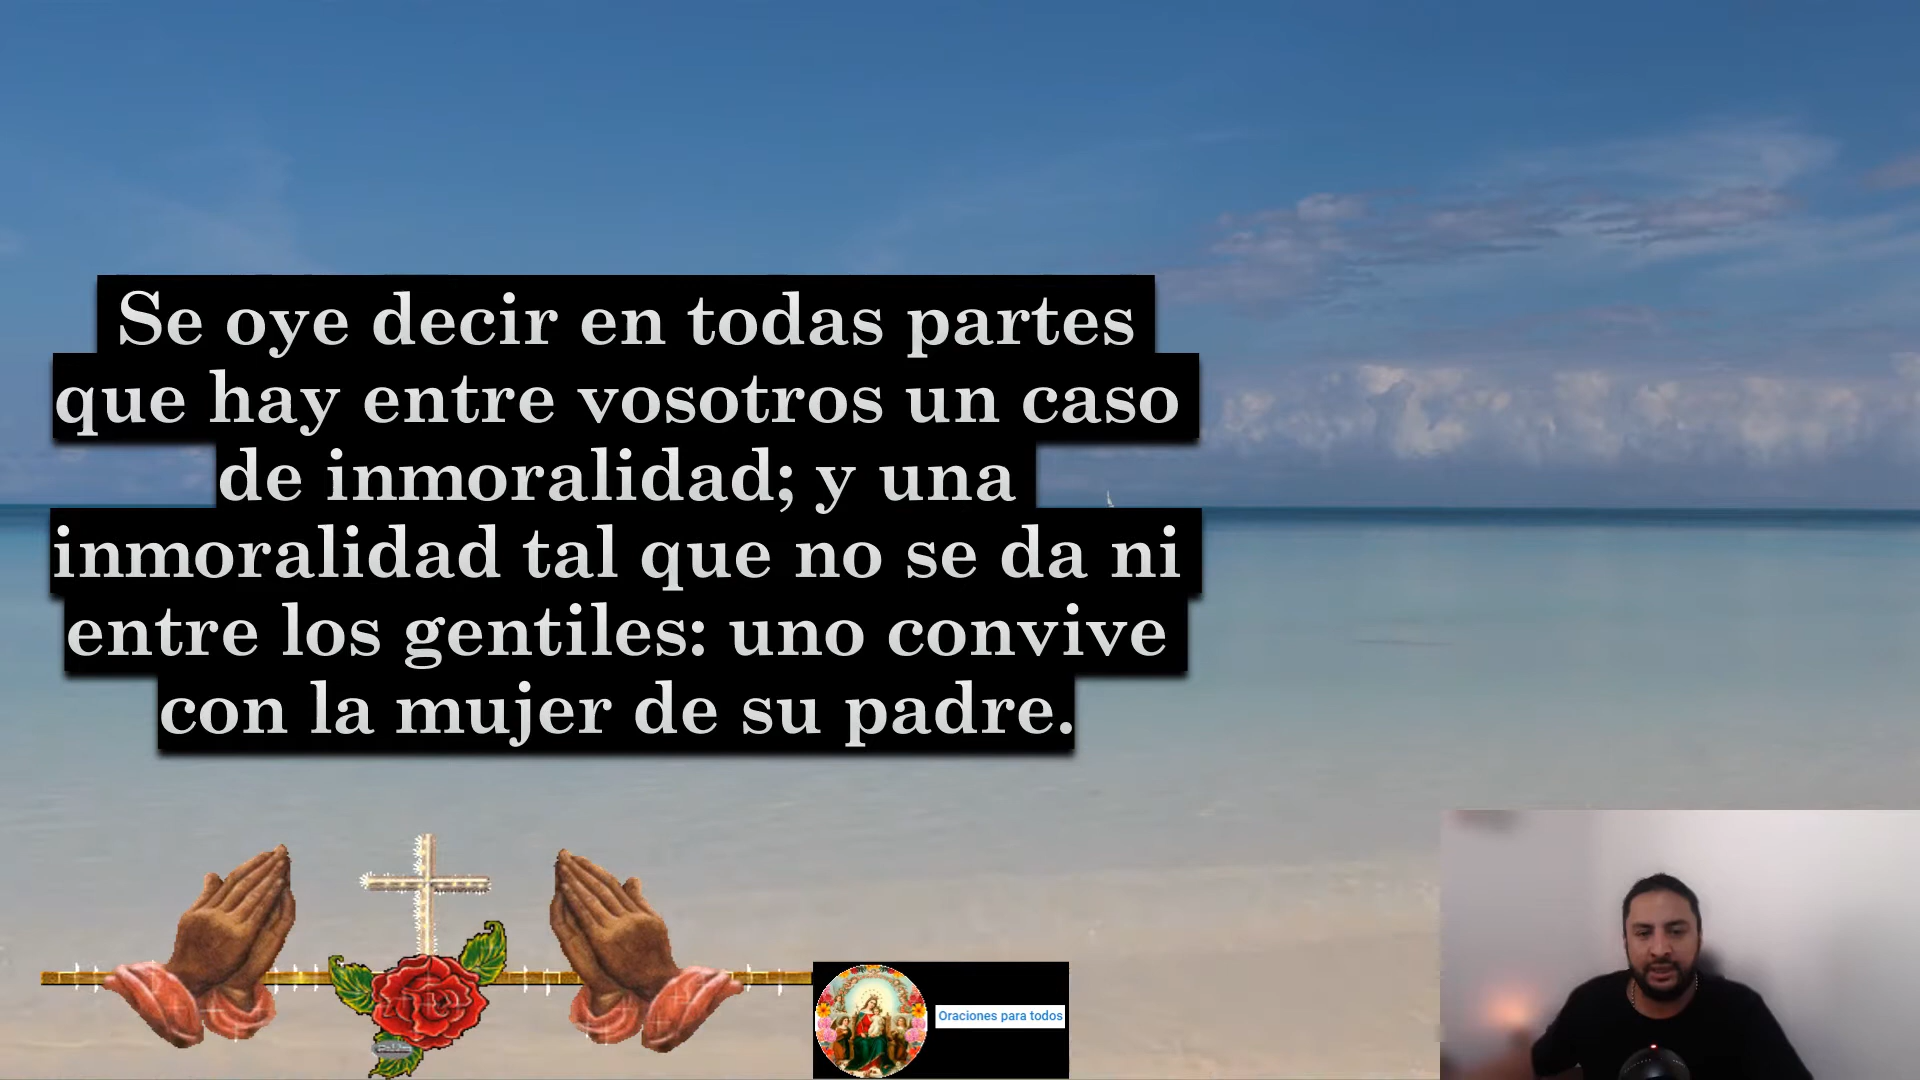 Se oye decir en todas partes
que hay entre vosotros un caso
de inmoralidad; y una
inmoralidad tal que no se da ni
entre los gentiles: uno convive
con la mujer de su padre.
Oraciones para todos